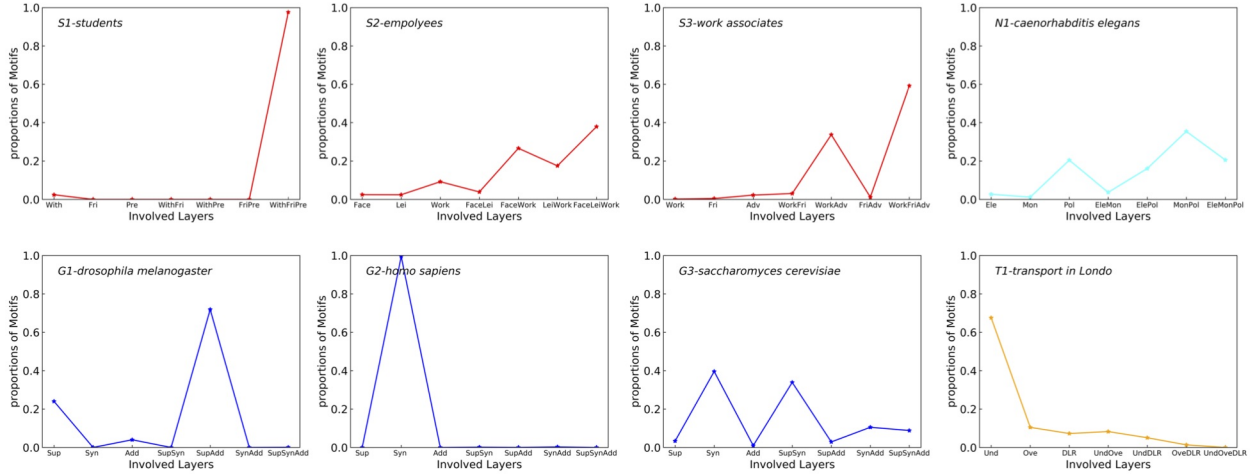 S1-students
proportions of Motifs
1.0
0.8
0.6
0.4
0.2
0.0
With Fri Pre WithFri WithPre FriPre WithFriPre
Involved Layers
S2-empolyees
proportions of Motifs
1.0
0.8
0.6
0.4
0.2
0.0
Face Lei Work FaceLei FaceWork LeiWork FaceLeiWork
Involved Layers
S3-work associates
proportions of Motifs
1.0
0.8
0.6
0.4
0.2
0.0
Work Fri Adv WorkFri WorkAdv FriAdv WorkFriAdv
Involved Layers
N1-caenorhabditis elegans
proportions of Motifs
1.0
0.8
0.6
0.4
0.2
0.0
Ele Mon Pol EleMon ElePol MonPol EleMonPol
Involved Layers
G1-drosophila melanogaster
proportions of Motifs
1.0
0.8
0.6
0.4
0.2
0.0
Sup Syn Add SupSyn SupAdd SynAdd SupSynAdd
Involved Layers
G2-homo sapiens
proportions of Motifs
1.0
0.8
0.6
0.4
0.2
0.0
Sup Syn Add SupSyn SupAdd SynAdd SupSynAdd
Involved Layers
G3-saccharomyces cerevisiae
proportions of Motifs
1.0
0.8
0.6
0.4
0.2
0.0
Sup Syn Add SupSyn SupAdd SynAdd SupSynAdd
Involved Layers
T1-transport in Londo
proportions of Motifs
1.0
0.8
0.6
0.4
0.2
0.0
Und Ove DLR UndOve UndDLR OveDLR UndOveDLR
Involved Layers